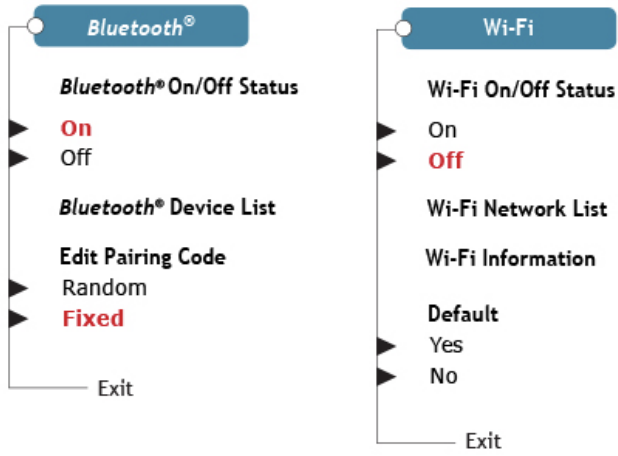 Bluetooth®
Bluetooth® On/Off Status
On
Off
Bluetooth® Device List
Edit Pairing Code
Random
Fixed
Exit
Wi-Fi
Wi-Fi On/Off Status
On
Off
Wi-Fi Network List
Wi-Fi Information
Default
Yes
No
Exit